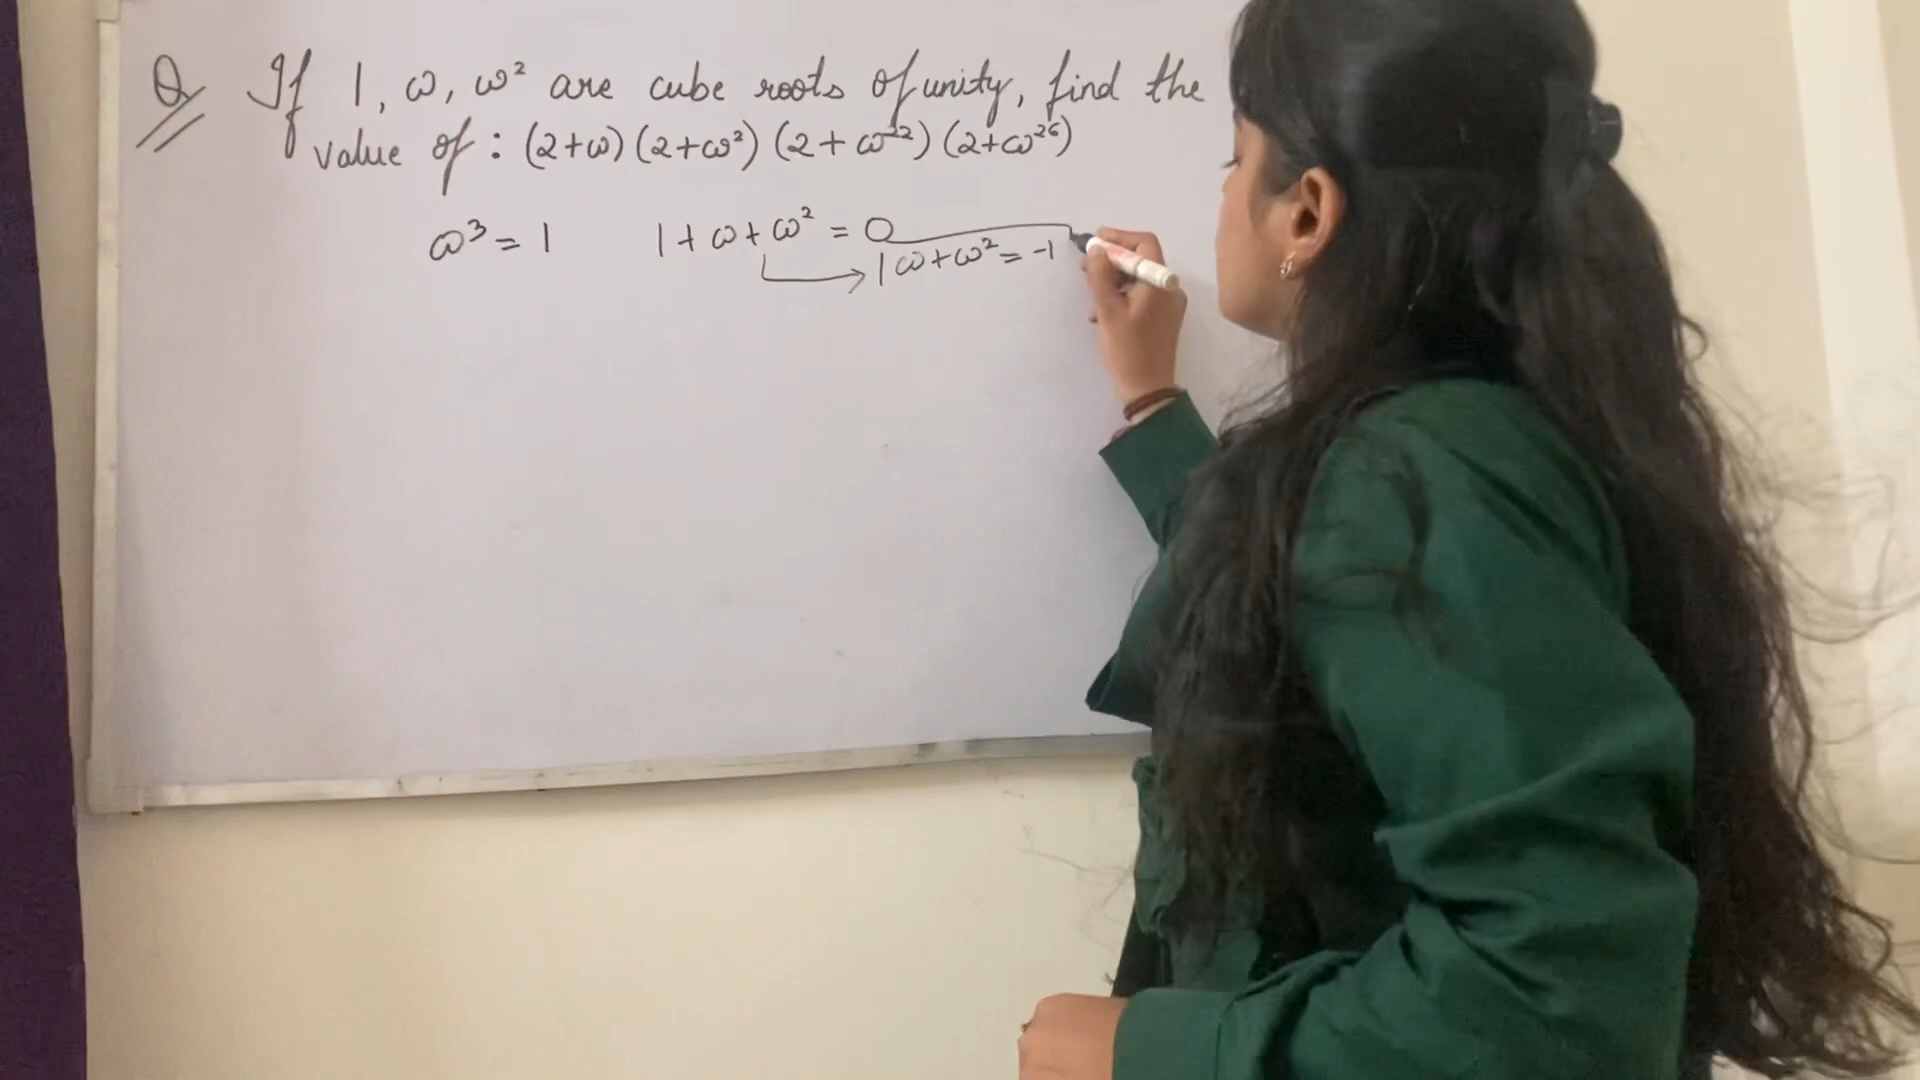 Q If 1, ω, ω² are cube roots of unity, find the
value of : (2+ω) (2+ω²) (2+ω²²) (2+ω²⁶)
ω³ = 1 1 + ω + ω² = 0
ω + ω² = -1